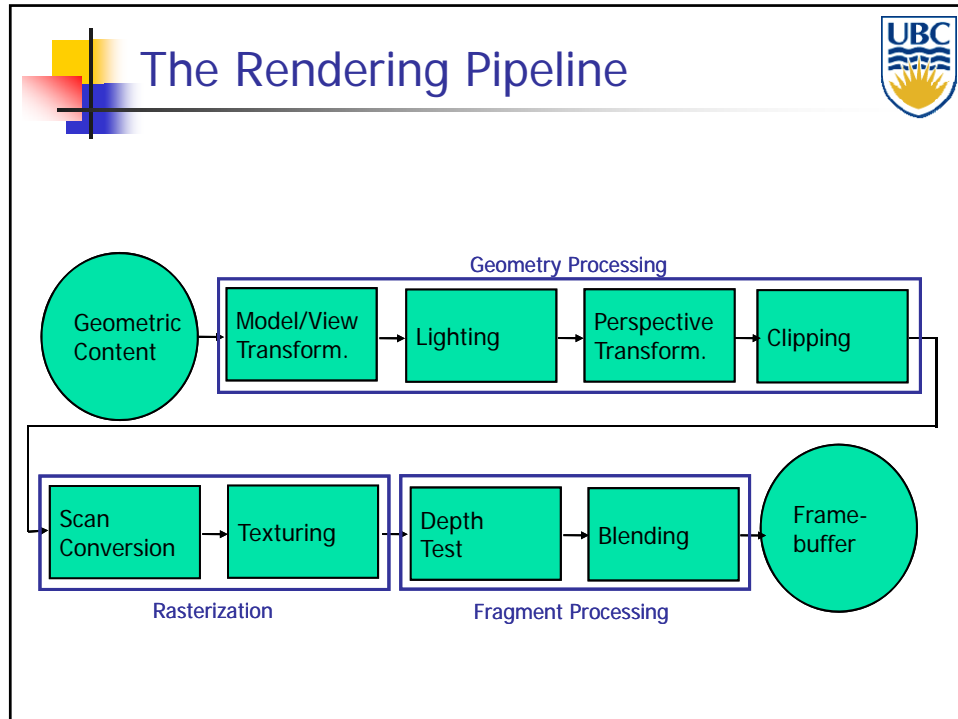 The Rendering Pipeline
UBC
Geometry Processing
Geometric
Content
Model/View
Transform.
Lighting
Perspective
Transform.
Clipping
Scan
Conversion
Texturing
Depth
Test
Blending
Frame-
buffer
Rasterization
Fragment Processing